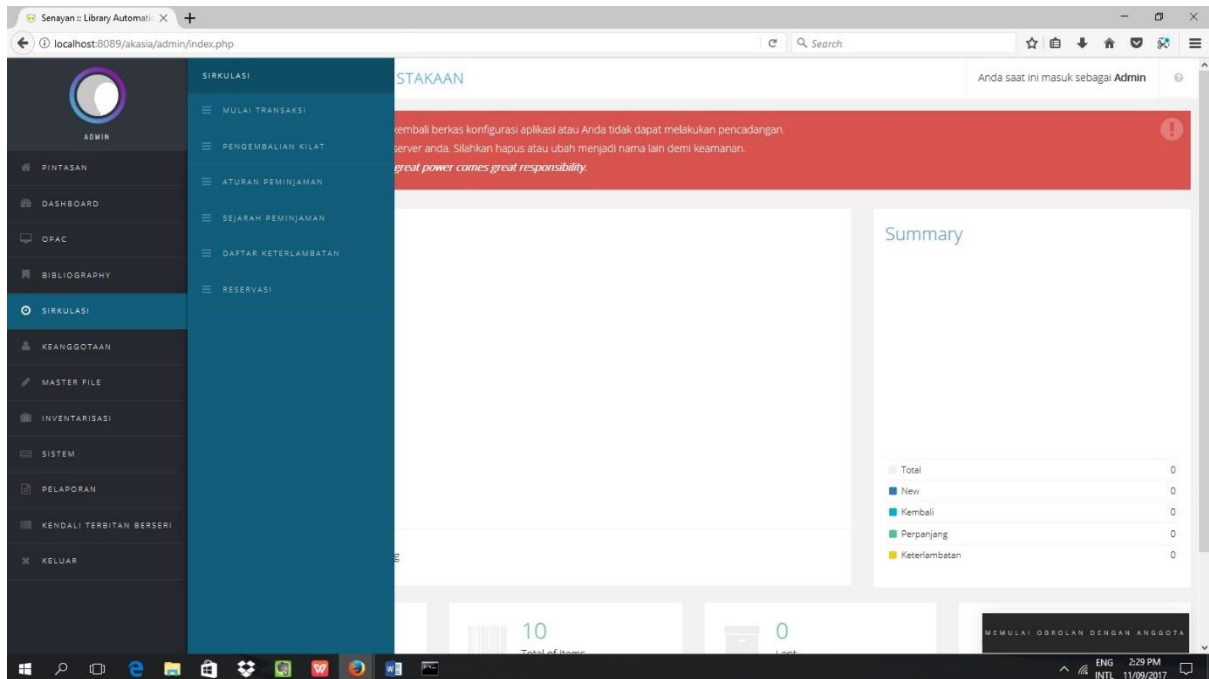 Senayan :: Library Automatic
localhost:8089/akasia/admin/index.php
Search
ADMIN
PINTASAN
DASHBOARD
OPAC
BIBLIOGRAPHY
SIRKULASI
KEANGGOTAAN
MASTER FILE
INVENTARISASI
SISTEM
PELAPORAN
KENDALI TERBITAN BERSERI
KELUAR
SIRKULASI
MULAI TRANSAKSI
PENGEMBALIAN KILAT
ATURAN PEMINJAMAN
SEJARAH PEMINJAMAN
DAFTAR KETERLAMBATAN
RESERVASI
STAKAAN
Anda saat ini masuk sebagai Admin
kembali berkas konfigurasi aplikasi atau Anda tidak dapat melakukan pencadangan.
server anda. Silahkan hapus atau ubah menjadi nama lain demi keamanan.
great power comes great responsibility.
Summary
Total 0
New 0
Kembali 0
Perpanjang 0
Keterlambatan 0
g
10
Total of Items
0
Lent
MEMULAI OBROLAN DENGAN ANGGOTA
ENG 2:29 PM
INTL 11/09/2017